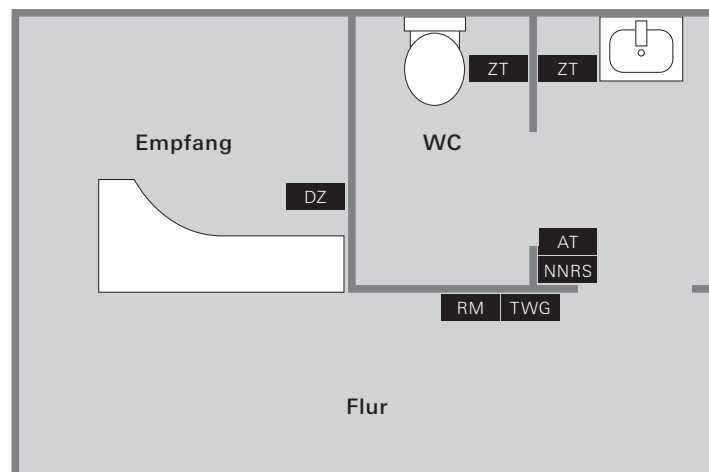 ZT ZT
Empfang WC
DZ
AT
NNRS
RM TWG
Flur